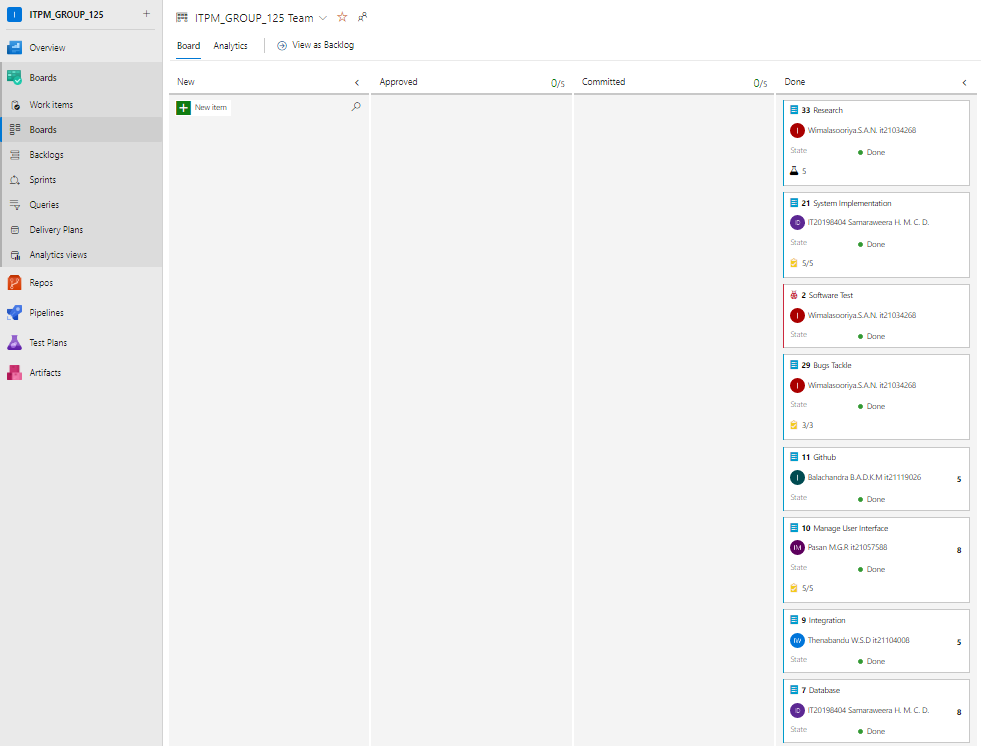 ITPM_GROUP_125
Overview
Boards
Work items
Boards
Backlogs
Sprints
Queries
Delivery Plans
Analytics views
Repos
Pipelines
Test Plans
Artifacts
ITPM_GROUP_125 Team
Board Analytics View as Backlog
New
New item
Approved 0/5
Committed 0/5
Done
33 Research
I Wimalasooriya.S.A.N. it21034268
State Done
5
21 System Implementation
IT20198404 Samaraweera H. M. C. D.
State Done
5/5
2 Software Test
I Wimalasooriya.S.A.N. it21034268
State Done
29 Bugs Tackle
I Wimalasooriya.S.A.N. it21034268
State Done
3/3
11 Github
I Balachandra B.A.D.K.M it21119026 5
State Done
10 Manage User Interface
IM Pasan M.G.R it21057588 8
State Done
5/5
9 Integration
IW Thenabandu W.S.D it21104008 5
State Done
7 Database
IT20198404 Samaraweera H. M. C. D. 8
State Done